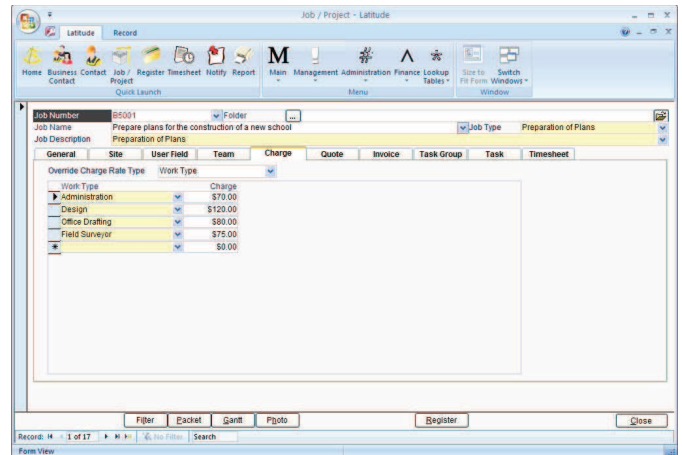 Job / Project - Latitude
Latitude Record
Home Business Contact Contact Job / Project Register Timesheet Notify Report Main Management Administration Finance Lookup Tables Size to Fit Form Switch Windows
Quick Launch Menu Window
Job Number B5001 Folder ...
Job Name Prepare plans for the construction of a new school Job Type Preparation of Plans
Job Description Preparation of Plans
General Site User Field Team Charge Quote Invoice Task Group Task Timesheet
Override Charge Rate Type Work Type
Work Type Charge
Administration $70.00
Design $120.00
Office Drafting $80.00
Field Surveyor $75.00
* $0.00
Filter Packet Gantt Photo Register Close
Record: 1 of 17 No Filter Search
Form View